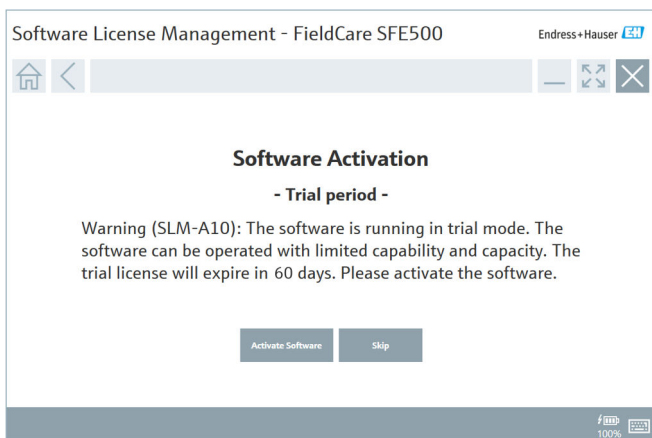 Software License Management - FieldCare SFE500
Endress+Hauser EH
Software Activation
- Trial period -
Warning (SLM-A10): The software is running in trial mode. The
software can be operated with limited capability and capacity. The
trial license will expire in 60 days. Please activate the software.
Activate Software
Skip
100%